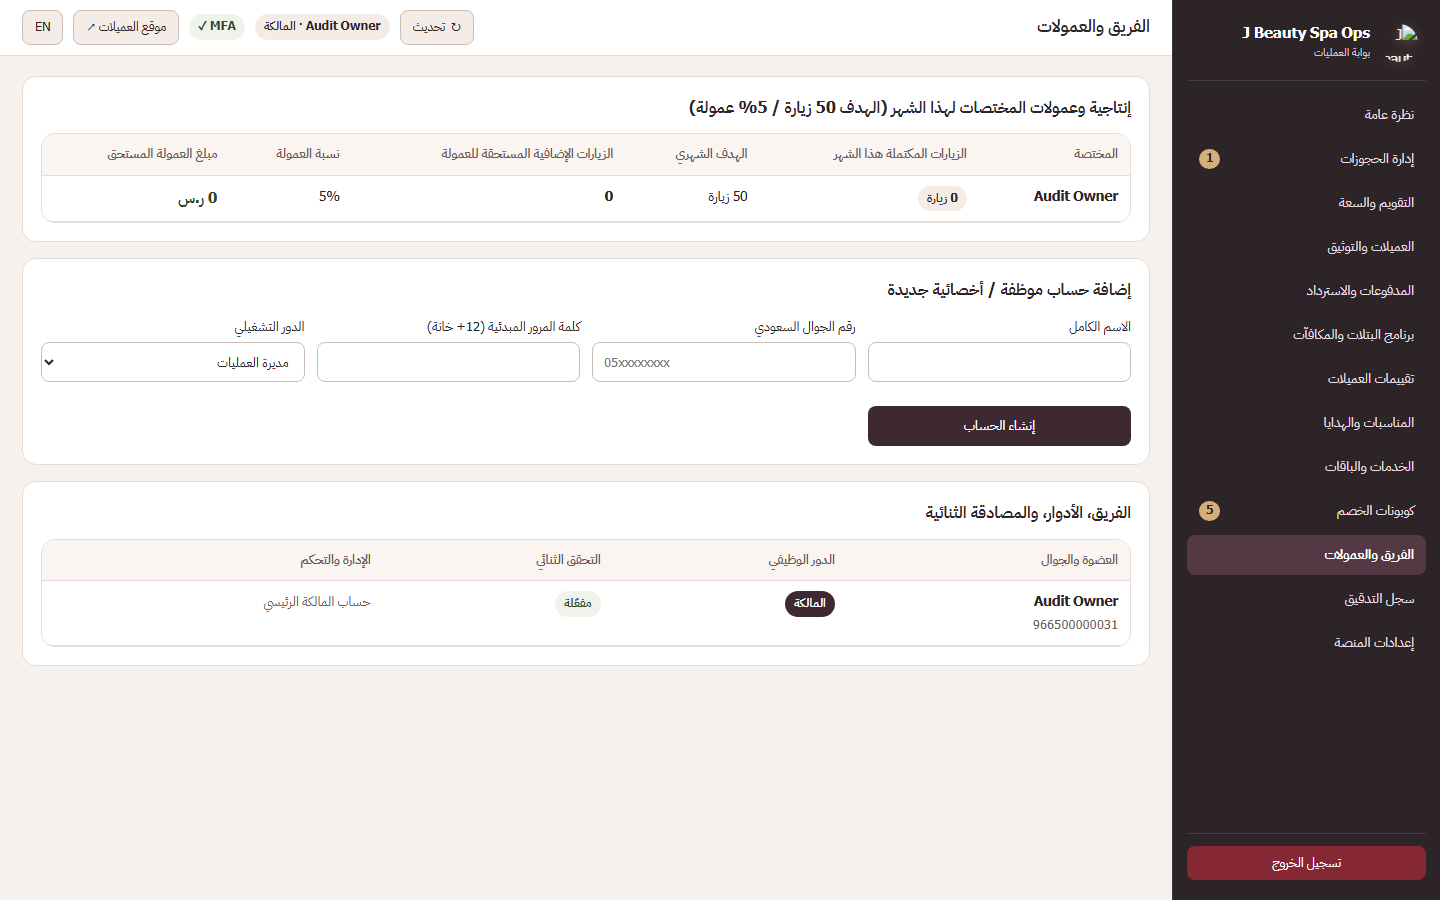 J Beauty Spa Ops
بوابة العمليات
نظرة عامة
إدارة الحجوزات 1
التقويم والسعة
العميلات والتوثيق
المدفوعات والاسترداد
برنامج البتلات والمكافآت
تقييمات العميلات
المناسبات والهدايا
الخدمات والباقات
كوبونات الخصم 5
الفريق والعمولات
سجل التدقيق
إعدادات المنصة
تسجيل الخروج
الفريق والعمولات
↻ تحديث
Audit Owner · المالكة
MFA ✓
موقع العميلات ↗
EN
إنتاجية وعمولات المختصات لهذا الشهر (الهدف 50 زيارة / 5% عمولة)
المختصة الزيارات المكتملة هذا الشهر الهدف الشهري الزيارات الإضافية المستحقة للعمولة نسبة العمولة مبلغ العمولة المستحق
Audit Owner 0 زيارة 50 زيارة 0 5% 0 ر.س
إضافة حساب موظفة / أخصائية جديدة
الاسم الكامل رقم الجوال السعودي كلمة المرور المبدئية (12+ خانة) الدور التشغيلي
05xxxxxxxx مديرة العمليات
إنشاء الحساب
الفريق، الأدوار، والمصادقة الثنائية
العضوة والجوال الدور الوظيفي التحقق الثنائي الإدارة والتحكم
Audit Owner المالكة مفعّلة حساب المالكة الرئيسي
966500000031